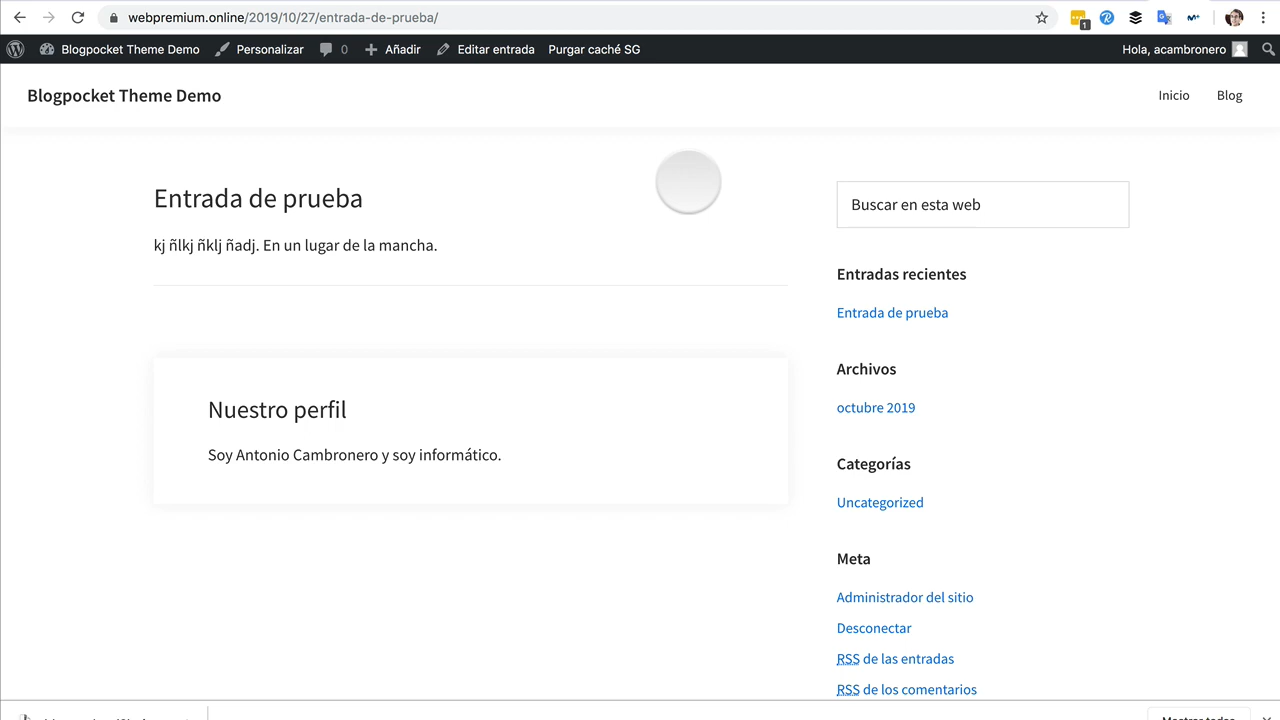 webpremium.online/2019/10/27/entrada-de-prueba/
1
Blogpocket Theme Demo
Personalizar
0
Añadir
Editar entrada
Purgar caché SG
Hola, acambronero
Blogpocket Theme Demo
Inicio
Blog
Entrada de prueba
kj ñlkj ñklj ñadj. En un lugar de la mancha.
Nuestro perfil
Soy Antonio Cambronero y soy informático.
Buscar en esta web
Entradas recientes
Entrada de prueba
Archivos
octubre 2019
Categorías
Uncategorized
Meta
Administrador del sitio
Desconectar
RSS de las entradas
RSS de los comentarios